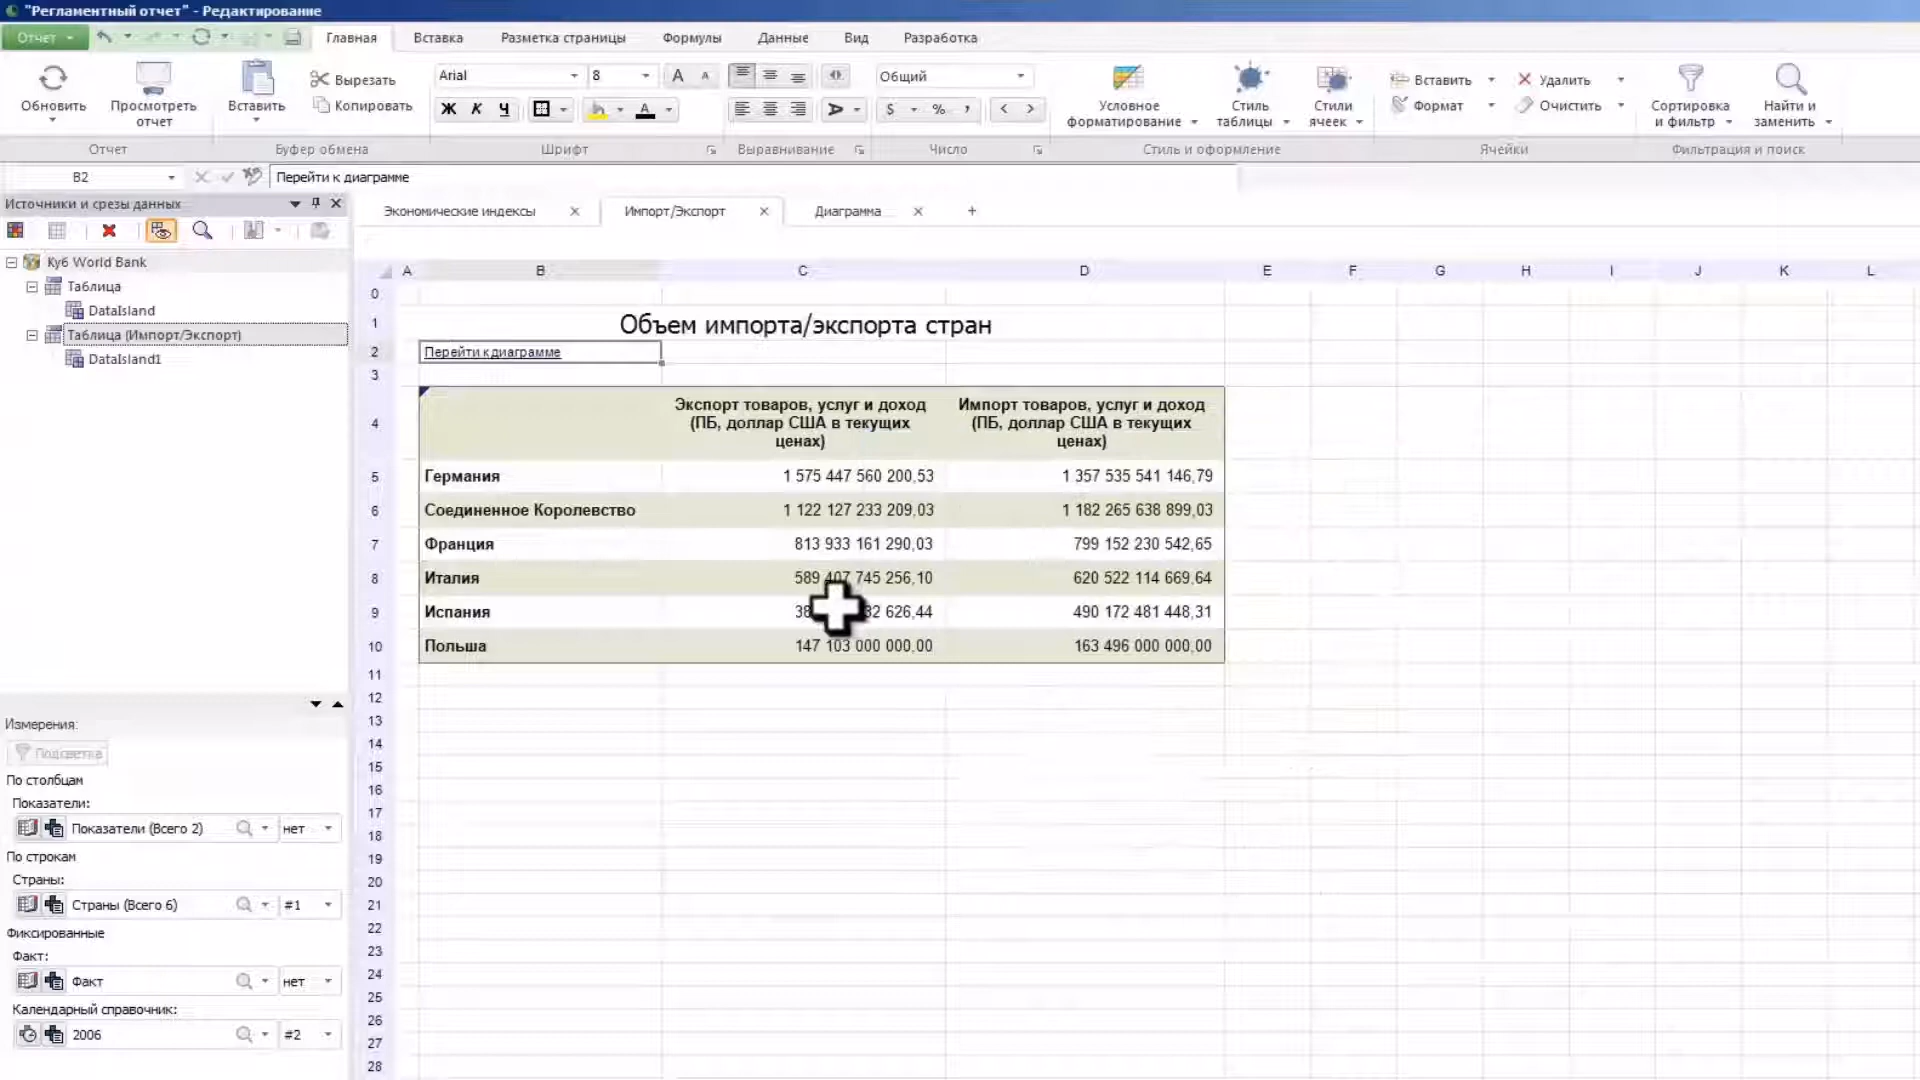 "Регламентный отчет" - Редактирование
Отчет
Главная
Вставка
Разметка страницы
Формулы
Данные
Вид
Разработка
Обновить
Просмотреть
отчет
Вставить
Вырезать
Копировать
Arial
8
А А
Ж К Ч
А
Общий
$ % ,
Условное
форматирование
Стиль
таблицы
Стили
ячеек
Вставить
Формат
Удалить
Очистить
Сортировка
и фильтр
Найти и
заменить
Отчет
Буфер обмена
Шрифт
Выравнивание
Число
Стиль и оформление
Ячейки
Фильтрация и поиск
B2
Перейти к диаграмме
Источники и срезы данных
Экономические индексы
Импорт/Экспорт
Диаграмма
+
Куб World Bank
Таблица
DataIsland
Таблица (Импорт/Экспорт)
DataIsland1
A B C D E F G H I J K L
0
1 Объем импорта/экспорта стран
2 Перейти к диаграмме
3
4 Экспорт товаров, услуг и доход (ПБ, доллар США в текущих ценах) Импорт товаров, услуг и доход (ПБ, доллар США в текущих ценах)
5 Германия 1 575 447 560 200,53 1 357 535 541 146,79
6 Соединенное Королевство 1 122 127 233 209,03 1 182 265 638 899,03
7 Франция 813 933 161 290,03 799 152 230 542,65
8 Италия 589 407 745 256,10 620 522 114 669,64
9 Испания 626,44 490 172 481 448,31
10 Польша 147 103 000 000,00 163 496 000 000,00
11
12
13
14
15
16
17
18
19
20
21
22
23
24
25
26
27
28
Измерения:
Подсветка
По столбцам
Показатели:
Показатели (Всего 2) нет
По строкам
Страны:
Страны (Всего 6) #1
Фиксированные
Факт:
Факт нет
Календарный справочник:
2006 #2